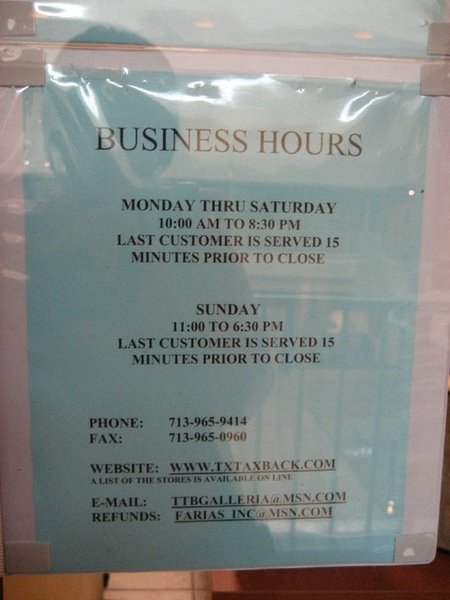 BUSINESS HOURS
MONDAY THRU SATURDAY
10:00 AM TO 8:30 PM
LAST CUSTOMER IS SERVED 15
MINUTES PRIOR TO CLOSE
SUNDAY
11:00 TO 6:30 PM
LAST CUSTOMER IS SERVED 15
MINUTES PRIOR TO CLOSE
PHONE: 713-965-9414
FAX: 713-965-0960
WEBSITE: WWW.TXTAXBACK.COM
A LIST OF THE STORES IS AVAILABLE ON LINE
E-MAIL: TTBGALLERIA@MSN.COM
REFUNDS: FARIAS_INC@MSN.COM